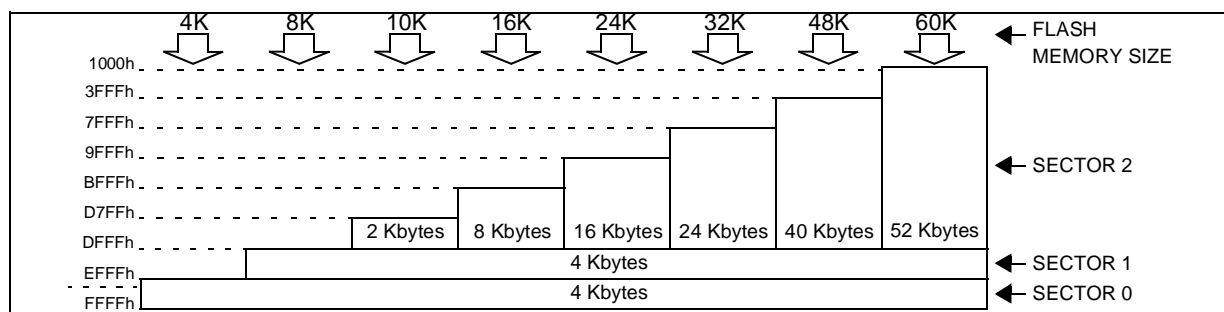 4K 8K 10K 16K 24K 32K 48K 60K FLASH
MEMORY SIZE
1000h
3FFFh
7FFFh
9FFFh
SECTOR 2
BFFFh
D7FFh
2 Kbytes 8 Kbytes 16 Kbytes 24 Kbytes 40 Kbytes 52 Kbytes
DFFFh
4 Kbytes SECTOR 1
EFFFh
4 Kbytes SECTOR 0
FFFFh